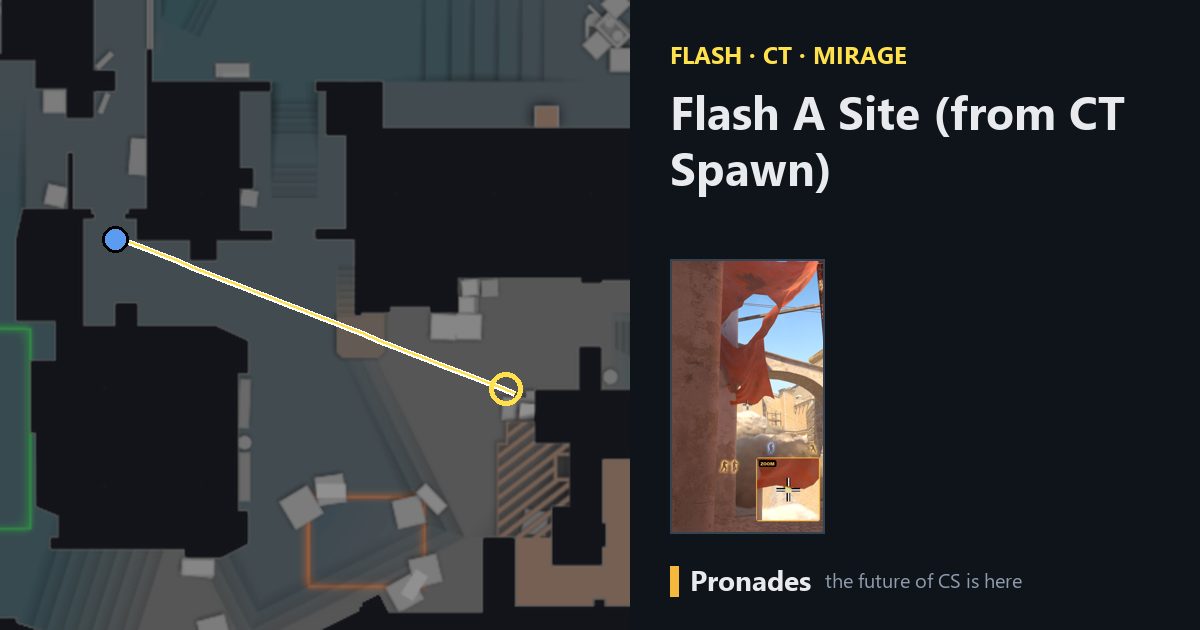 FLASH · CT · MIRAGE
Flash A Site (from CT
Spawn)
ZOOM
Pronades the future of CS is here